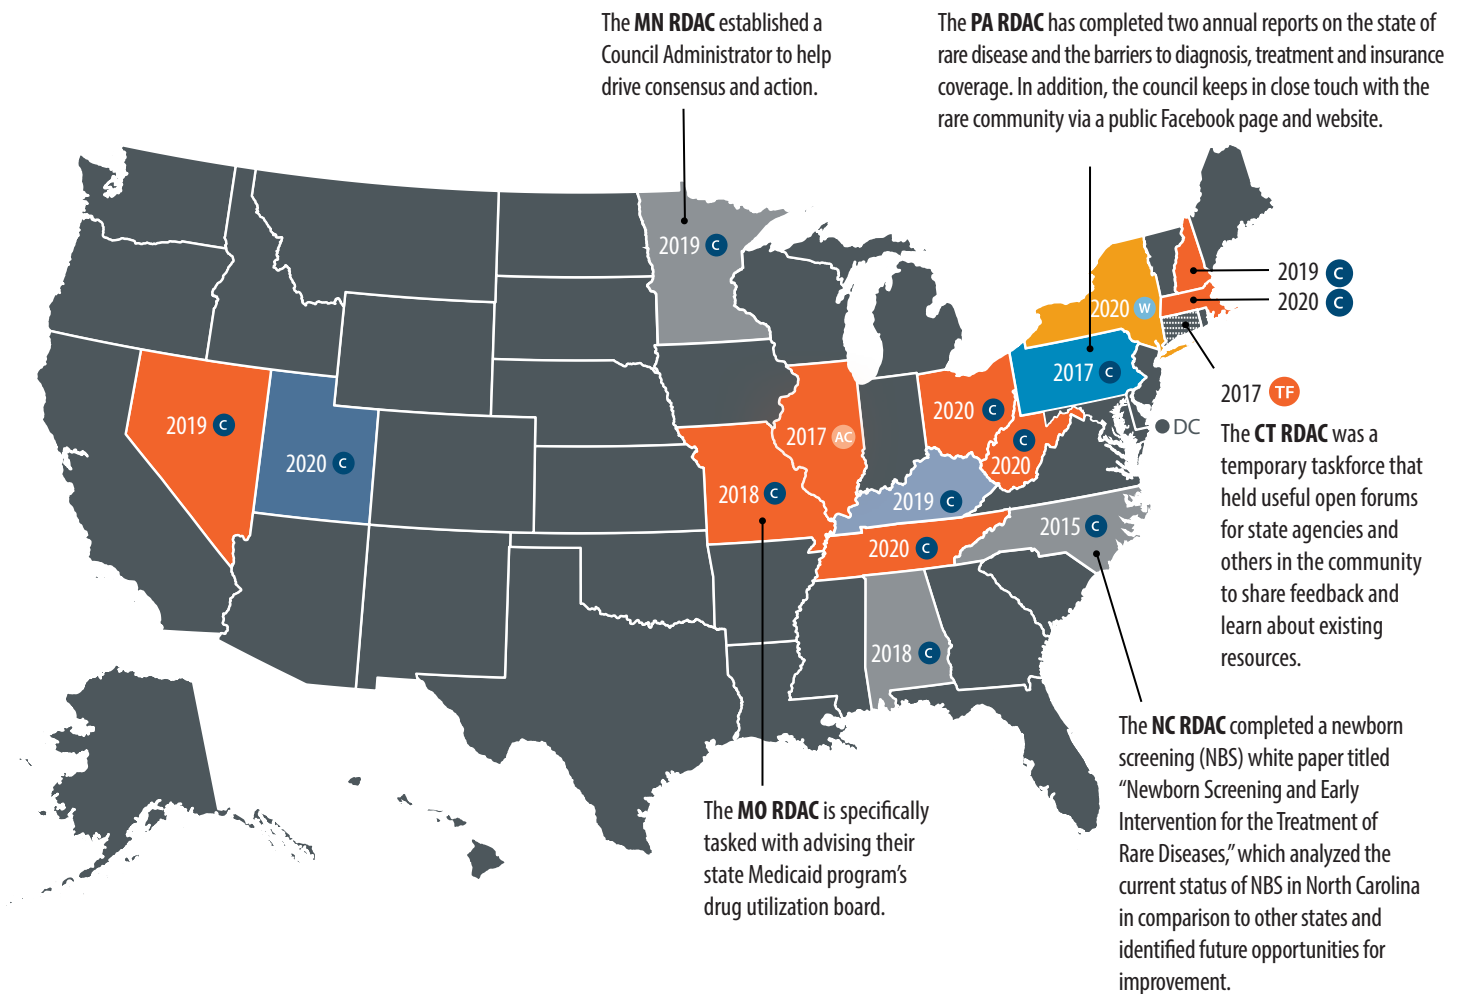 The MN RDAC established a
Council Administrator to help
drive consensus and action.
The PA RDAC has completed two annual reports on the state of
rare disease and the barriers to diagnosis, treatment and insurance
coverage. In addition, the council keeps in close touch with the
rare community via a public Facebook page and website.
2019 C
2019 C
2020 C
2020 W
2017 C
2017 TF
2019 C
2020 C
2020 C
2017 AC
C
2020
2018 C
2019 C
2015 C
2020 C
2018 C
DC
The CT RDAC was a
temporary taskforce that
held useful open forums
for state agencies and
others in the community
to share feedback and
learn about existing
resources.
The MO RDAC is specifically
tasked with advising their
state Medicaid program's
drug utilization board.
The NC RDAC completed a newborn
screening (NBS) white paper titled
“Newborn Screening and Early
Intervention for the Treatment of
Rare Diseases,” which analyzed the
current status of NBS in North Carolina
in comparison to other states and
identified future opportunities for
improvement.